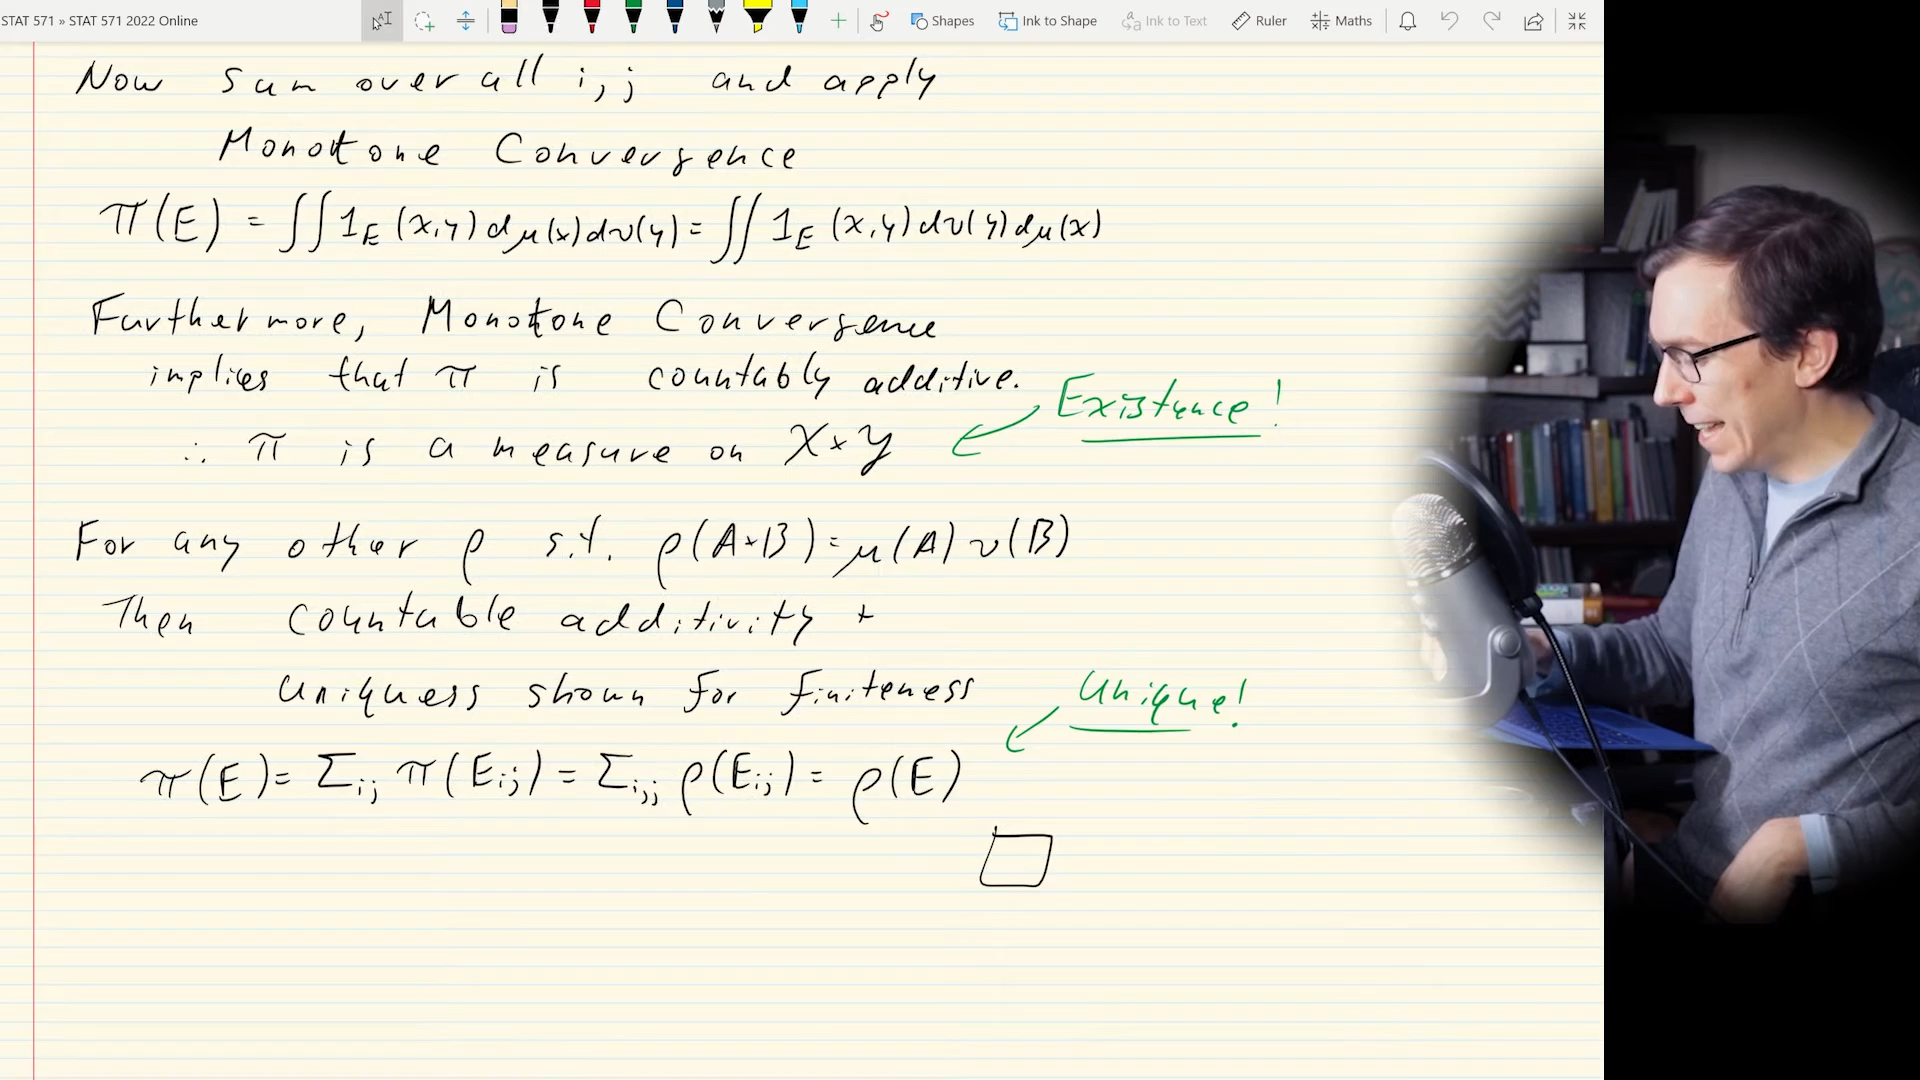 STAT 571 » STAT 571 2022 Online
Shapes Ink to Shape Ink to Text Ruler Maths
Now sum over all i, j and apply
Monotone Convergence
π(E) = ∫∫ 1_E (x,y) dμ(x) dν(y) = ∫∫ 1_E (x,y) dν(y) dμ(x)
Furthermore, Monotone Convergence
implies that π is countably additive.
Existance!
∴ π is a measure on X×Y
For any other ρ s.t. ρ(A×B) = μ(A) ν(B)
Then countable additivity +
Uniquess shown for finiteness
Unique!
π(E) = Σ_ij π(E_ij) = Σ_i,j ρ(E_ij) = ρ(E)